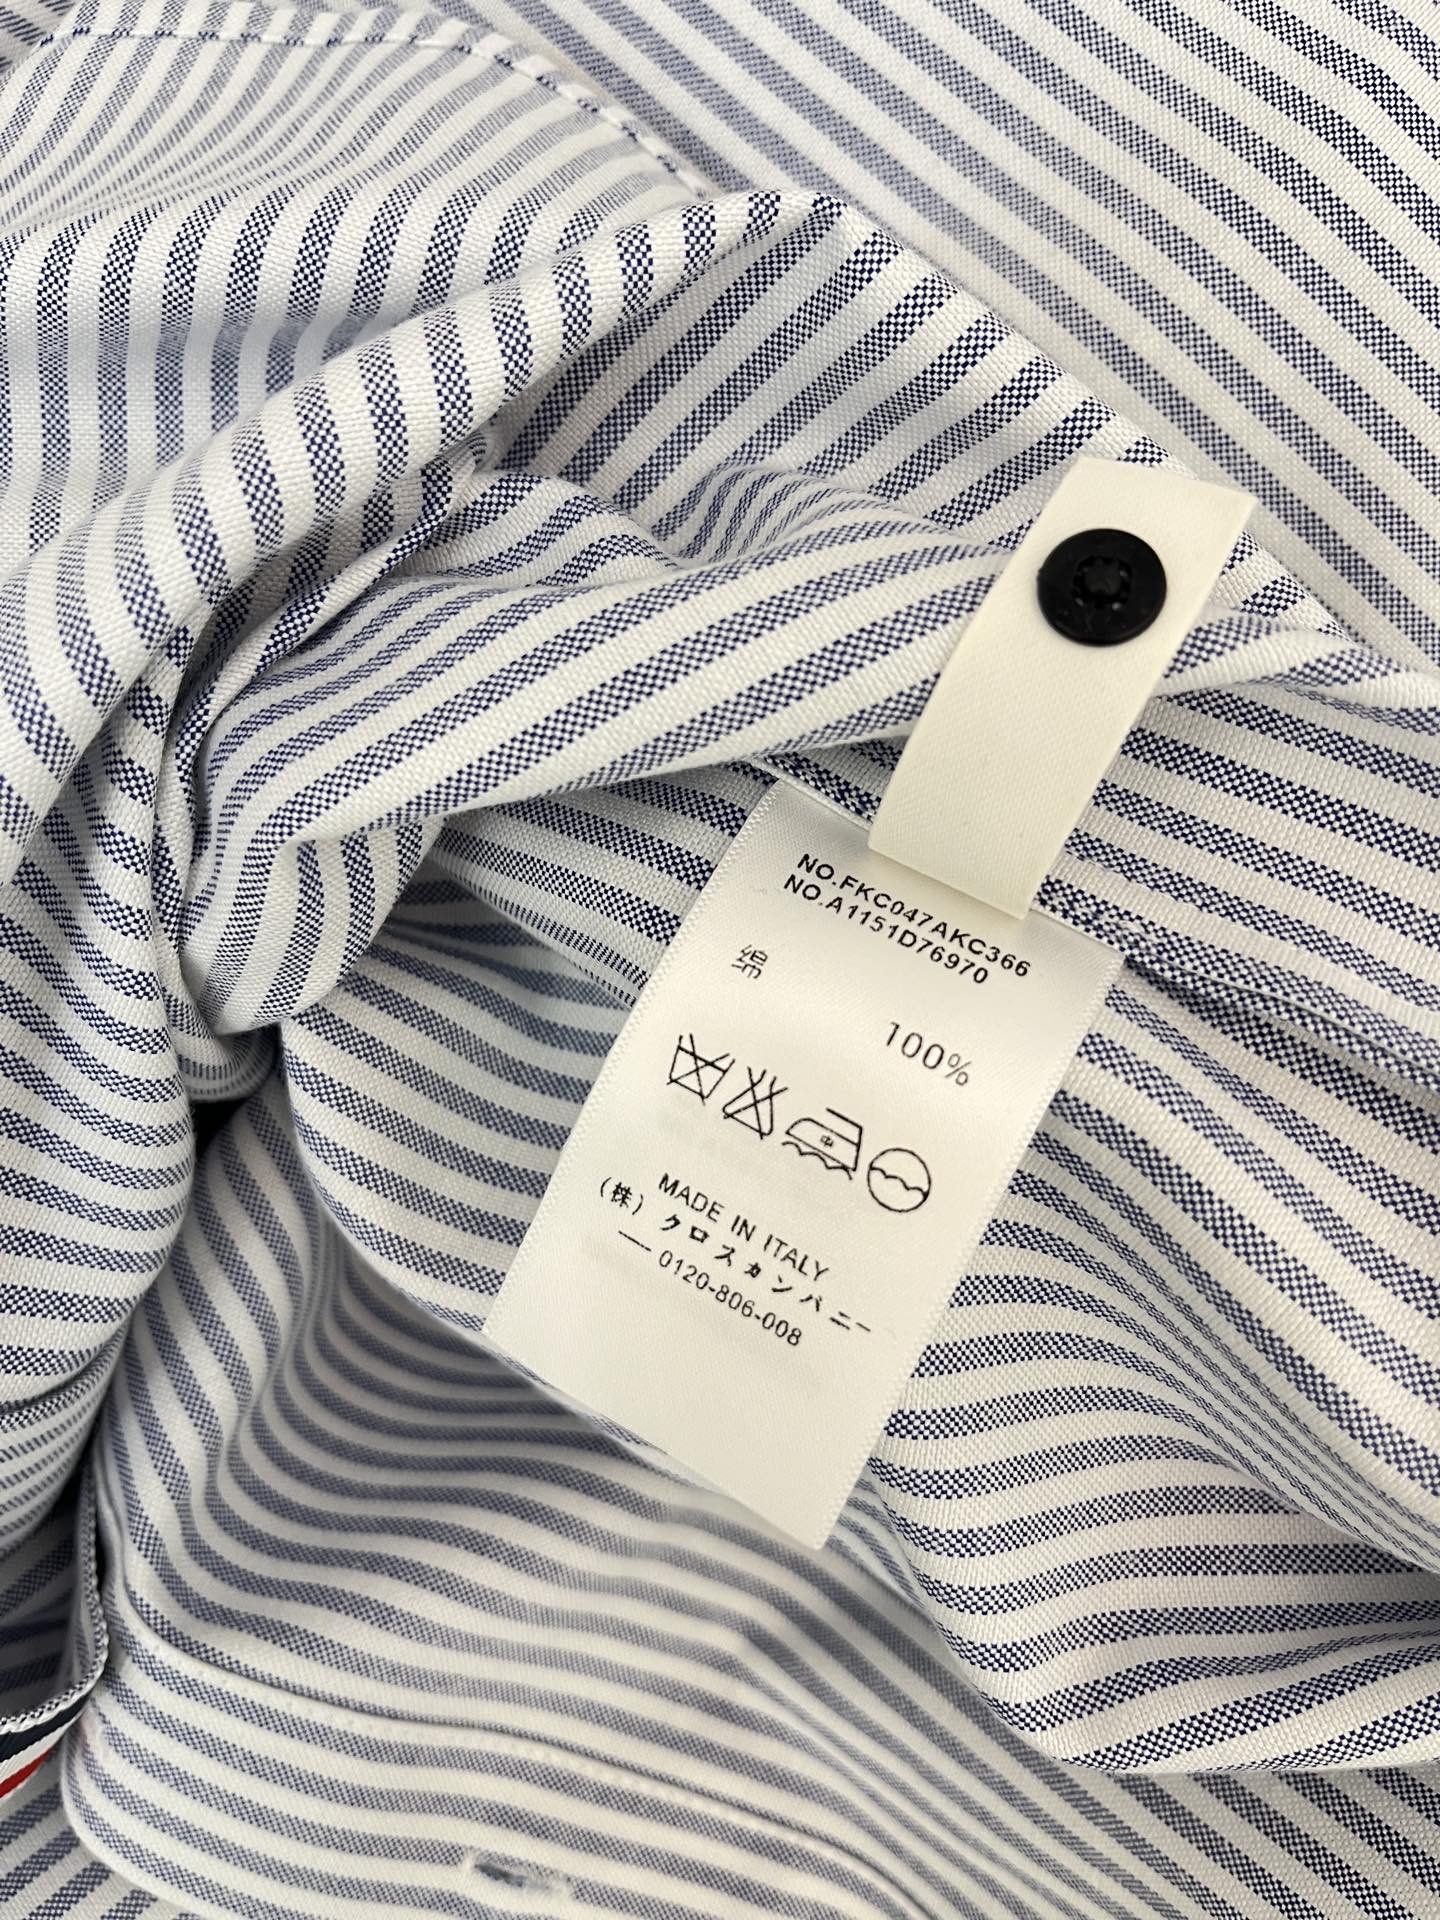 NO.FKC047AKC366
NO.A1151D76970
绵
100%
中
MADE IN ITALY
(株) クロスカンパニー
0120-806-008